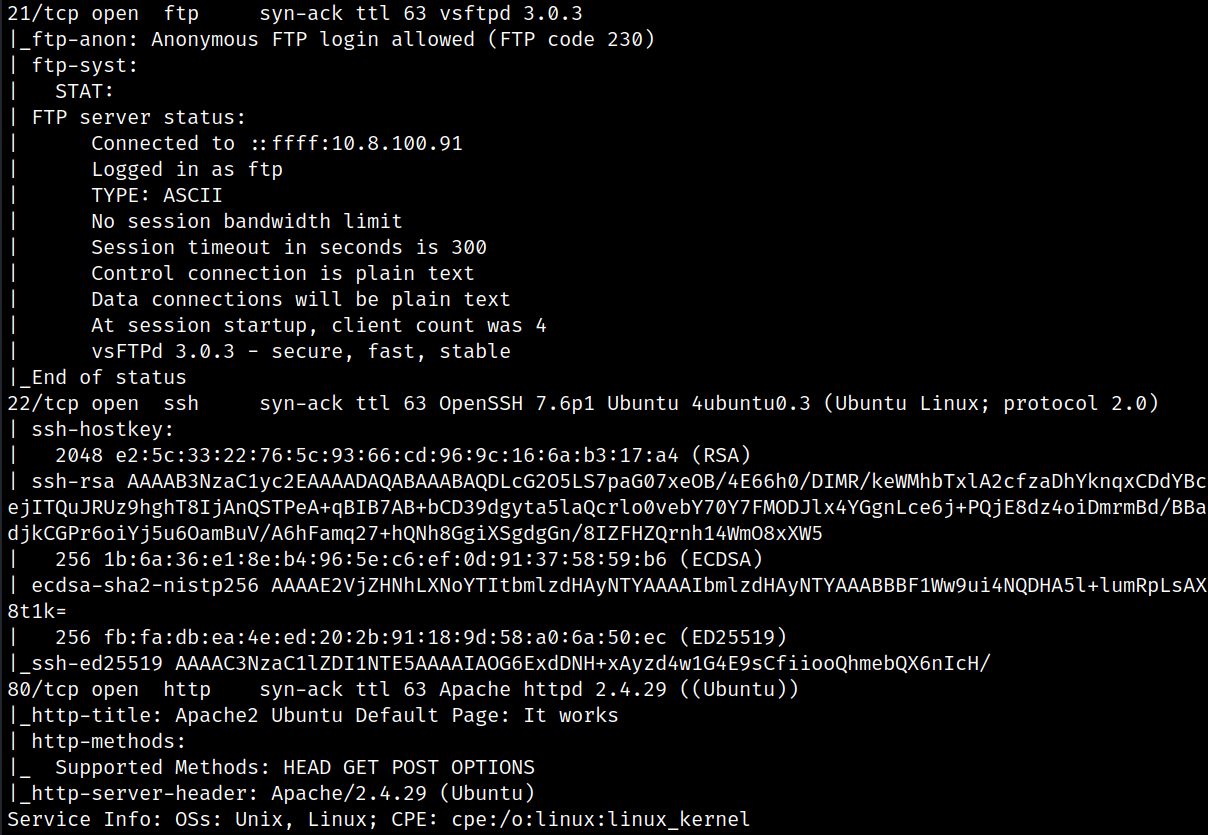 21/tcp open  ftp     syn-ack ttl 63 vsftpd 3.0.3
|_ftp-anon: Anonymous FTP login allowed (FTP code 230)
| ftp-syst:
|   STAT:
| FTP server status:
|      Connected to ::ffff:10.8.100.91
|      Logged in as ftp
|      TYPE: ASCII
|      No session bandwidth limit
|      Session timeout in seconds is 300
|      Control connection is plain text
|      Data connections will be plain text
|      At session startup, client count was 4
|      vsFTPd 3.0.3 - secure, fast, stable
|_End of status
22/tcp open  ssh     syn-ack ttl 63 OpenSSH 7.6p1 Ubuntu 4ubuntu0.3 (Ubuntu Linux; protocol 2.0)
| ssh-hostkey:
|   2048 e2:5c:33:22:76:5c:93:66:cd:96:9c:16:6a:b3:17:a4 (RSA)
| ssh-rsa AAAAB3NzaC1yc2EAAAADAQABAAABAQDLcG2O5LS7paG07xeOB/4E66h0/DIMR/keWMhbTxlA2cfzaDhYknqxCDdYBc
ejITQuJRUz9hghT8IjAnQSTPeA+qBIB7AB+bCD39dgyta5laQcrlo0vebY70Y7FMODJlx4YGgnLce6j+PQjE8dz4oiDmrmBd/BBa
djkCGPr6oiYj5u6OamBuV/A6hFamq27+hQNh8GgiXSgdgGn/8IZFHZQrnh14WmO8xXW5
|   256 1b:6a:36:e1:8e:b4:96:5e:c6:ef:0d:91:37:58:59:b6 (ECDSA)
| ecdsa-sha2-nistp256 AAAAE2VjZHNhLXNoYTItbmlzdHAyNTYAAAAIbmlzdHAyNTYAAABBBF1Ww9ui4NQDHA5l+lumRpLsAX
8t1k=
|   256 fb:fa:db:ea:4e:ed:20:2b:91:18:9d:58:a0:6a:50:ec (ED25519)
|_ssh-ed25519 AAAAC3NzaC1lZDI1NTE5AAAAIAOG6ExdDNH+xAyzd4w1G4E9sCfiiooQhmebQX6nIcH/
80/tcp open  http    syn-ack ttl 63 Apache httpd 2.4.29 ((Ubuntu))
|_http-title: Apache2 Ubuntu Default Page: It works
| http-methods:
|_  Supported Methods: HEAD GET POST OPTIONS
|_http-server-header: Apache/2.4.29 (Ubuntu)
Service Info: OSs: Unix, Linux; CPE: cpe:/o:linux:linux_kernel